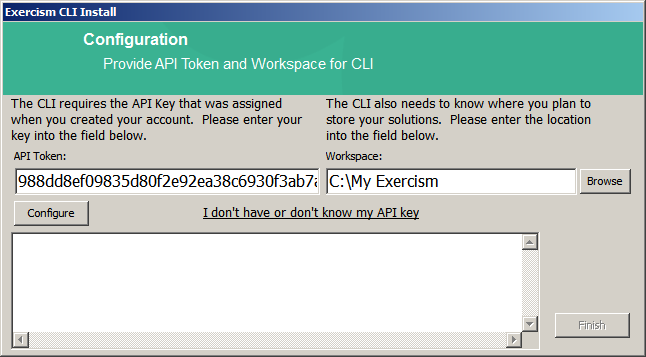 Exercism CLI Install
Configuration
Provide API Token and Workspace for CLI
The CLI requires the API Key that was assigned
when you created your account.  Please enter your
key into the field below.
The CLI also needs to know where you plan to
store your solutions.  Please enter the location
into the field below.
API Token:
Workspace:
988dd8ef09835d80f2e92ea38c6930f3ab7a
C:\My Exercism
Browse
Configure
I don't have or don't know my API key
Finish